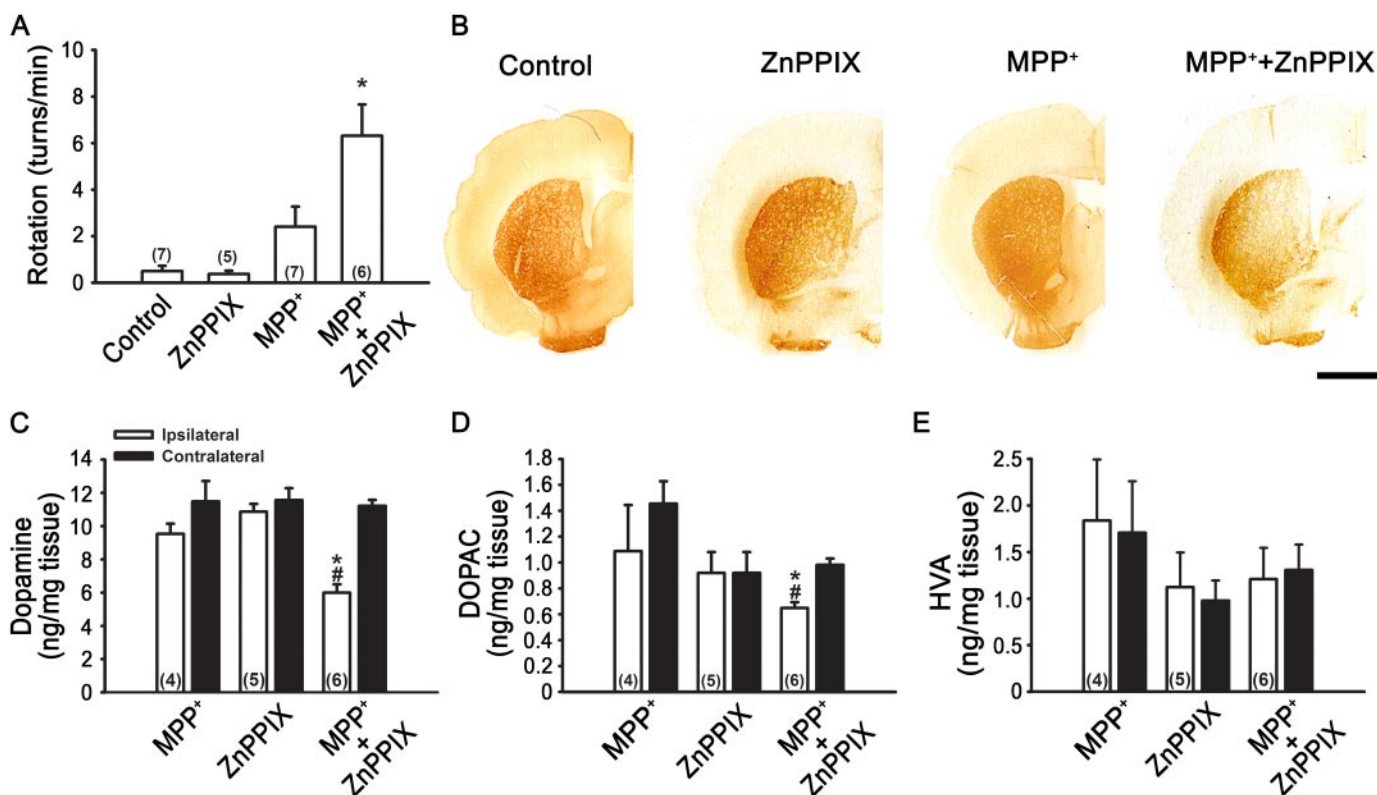 A
Rotation (turns/min)
10
8
6
4
2
0
*
(7)
(5)
(7)
(6)
Control
ZnPPIX
MPP⁺
MPP⁺
+
ZnPPIX
B
Control
ZnPPIX
MPP⁺
MPP⁺+ZnPPIX
C
Ipsilateral
Contralateral
Dopamine
(ng/mg tissue)
14
12
10
8
6
4
2
0
*
#
(4)
(5)
(6)
MPP⁺
ZnPPIX
MPP⁺
+
ZnPPIX
D
DOPAC
(ng/mg tissue)
1.8
1.6
1.4
1.2
1.0
0.8
0.6
0.4
0.2
0
*
#
(4)
(5)
(6)
MPP⁺
ZnPPIX
MPP⁺
+
ZnPPIX
E
HVA
(ng/mg tissue)
2.5
2.0
1.5
1.0
0.5
0
(4)
(5)
(6)
MPP⁺
ZnPPIX
MPP⁺
+
ZnPPIX